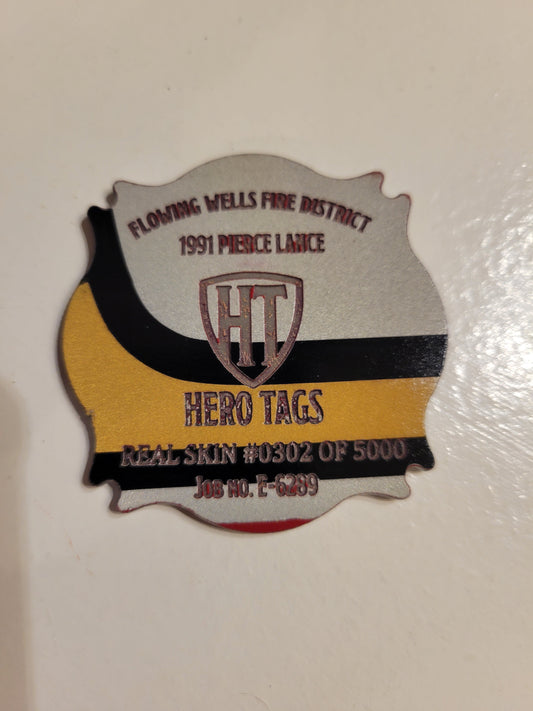 FLOWING WELLS FIRE DISTRICT
1991 PIERCE LANCE
HT
HERO TAGS
REAL SKIN #0302 OF 5000
JOB NO. E-6289